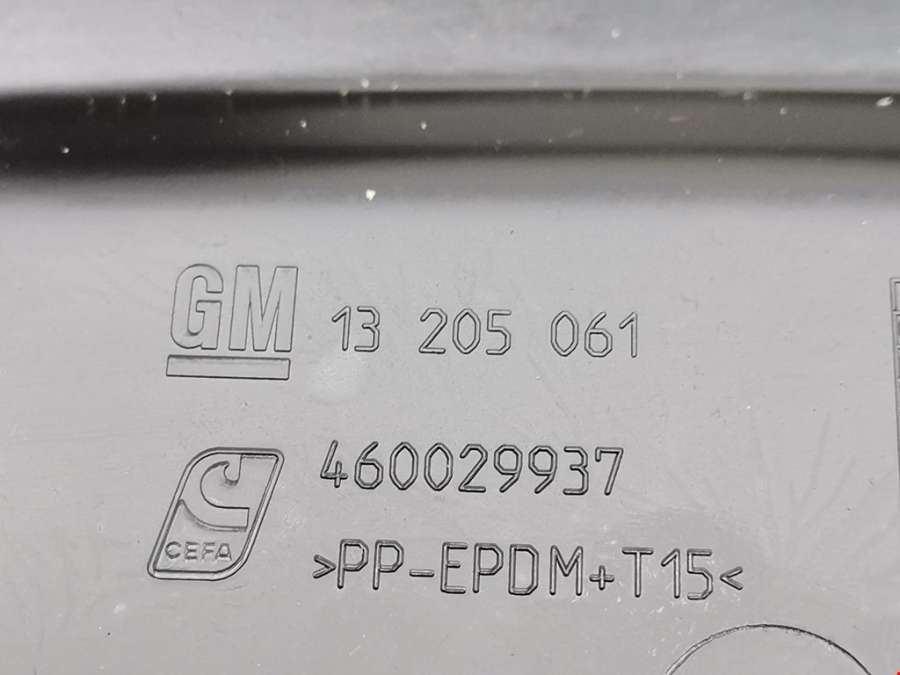 GM 13 205 061
460029937
CEFA
>PP-EPDM+T15<